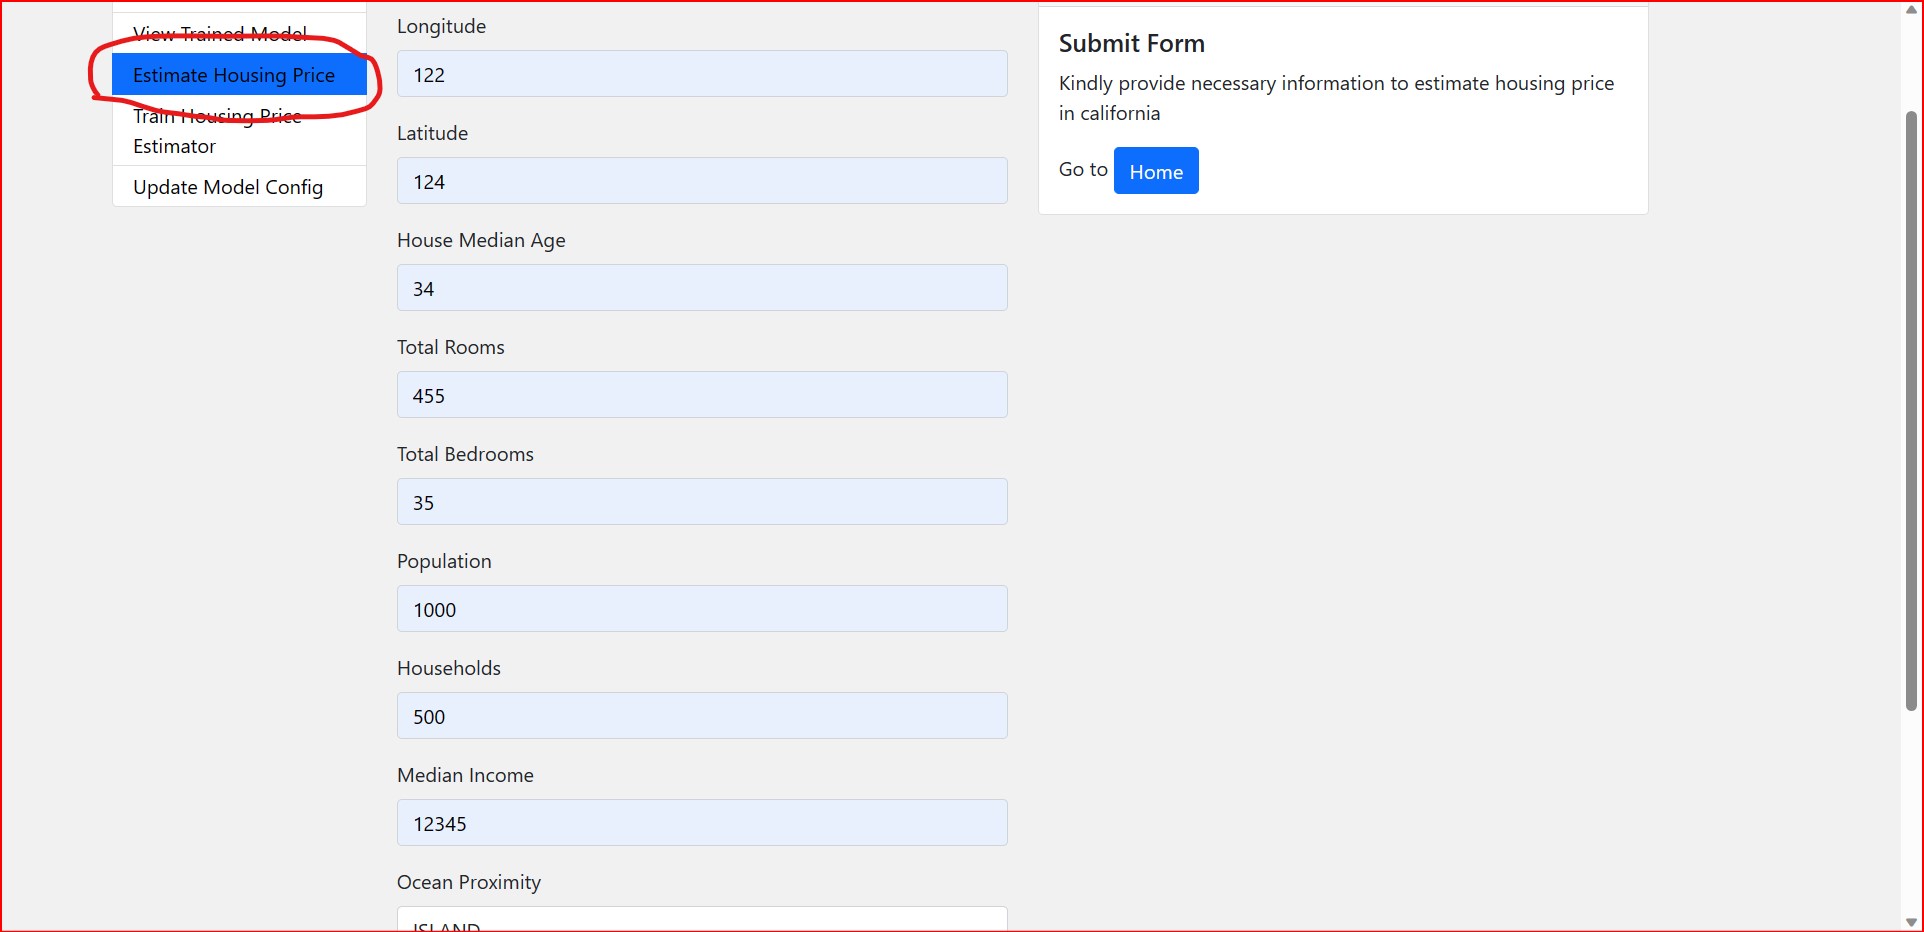 View Trained Model
Estimate Housing Price
Train Housing Price
Estimator
Update Model Config
Longitude
122
Latitude
124
House Median Age
34
Total Rooms
455
Total Bedrooms
35
Population
1000
Households
500
Median Income
12345
Ocean Proximity
ISLAND
Submit Form
Kindly provide necessary information to estimate housing price
in california
Go to Home